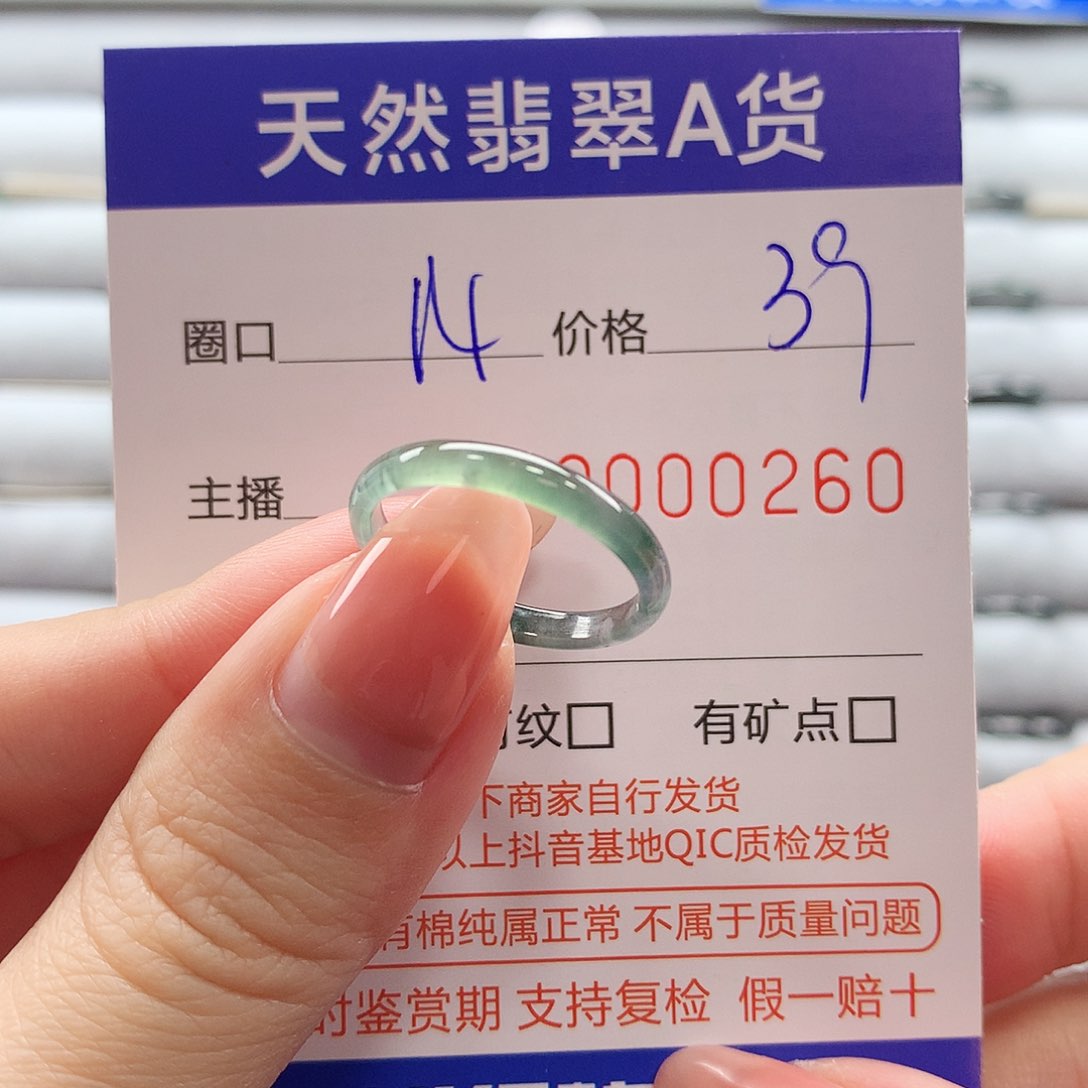 天然翡翠A货
圈口 14 价格 39
主播 0000260
纹□ 有矿点□
下商家自行发货
以上抖音基地QIC质检发货
有棉纯属正常 不属于质量问题
时鉴赏期 支持复检 假一赔十